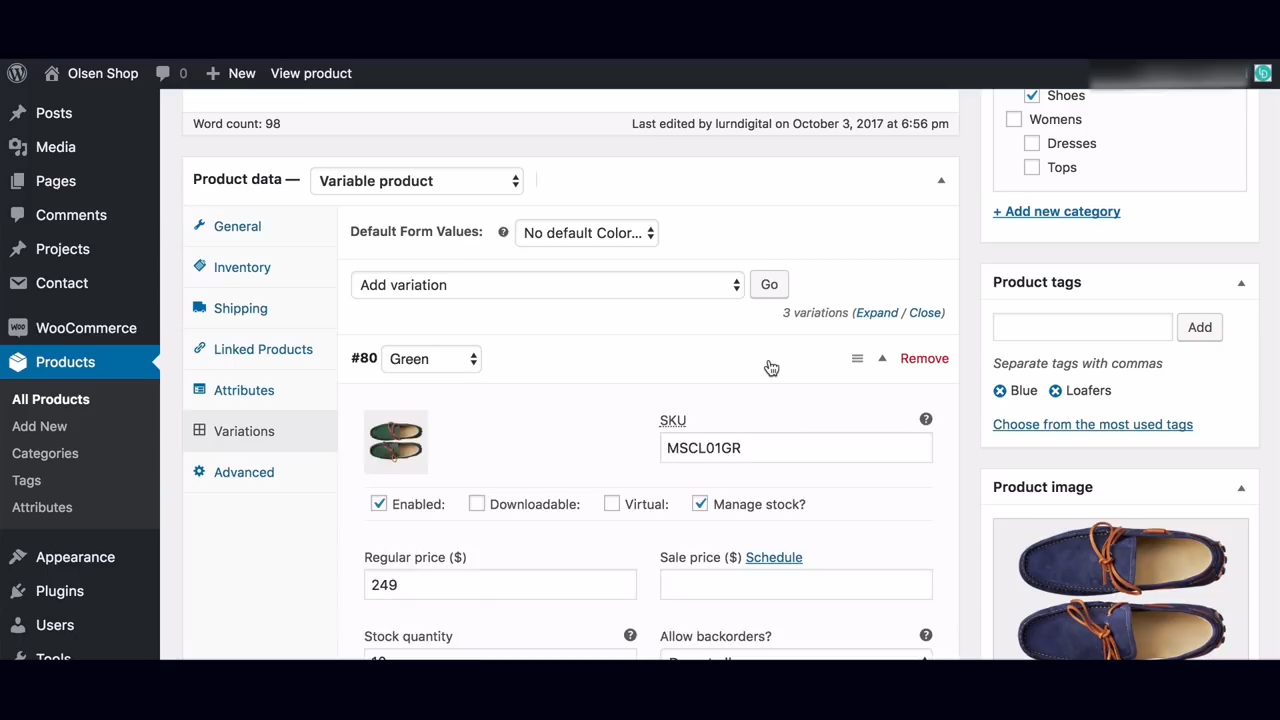 Olsen Shop 0 New View product
Posts
Media
Pages
Comments
Projects
Contact
WOO WooCommerce
Products
All Products
Add New
Categories
Tags
Attributes
Appearance
Plugins
Users
Tools
Word count: 98 Last edited by lurndigital on October 3, 2017 at 6:56 pm
Product data — Variable product
General
Inventory
Shipping
Linked Products
Attributes
Variations
Advanced
Default Form Values: ? No default Color...
Add variation Go
3 variations (Expand / Close)
#80 Green Remove
SKU ?
MSCL01GR
Enabled: Downloadable: Virtual: Manage stock?
Regular price ($) Sale price ($) Schedule
249
Stock quantity ? Allow backorders? ?
Shoes
Womens
Dresses
Tops
+ Add new category
Product tags
Add
Separate tags with commas
Blue Loafers
Choose from the most used tags
Product image